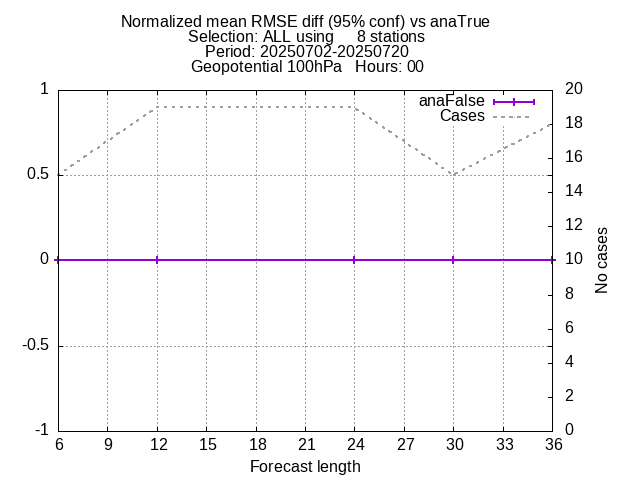 Normalized mean RMSE diff (95% conf) vs anaTrue
Selection: ALL using     8 stations
Period: 20250702-20250720
Geopotential 100hPa   Hours: 00
anaFalse
Cases
1
0.5
0
-0.5
-1
20
18
16
14
12
10
8
6
4
2
0
No cases
6 9 12 15 18 21 24 27 30 33 36
Forecast length